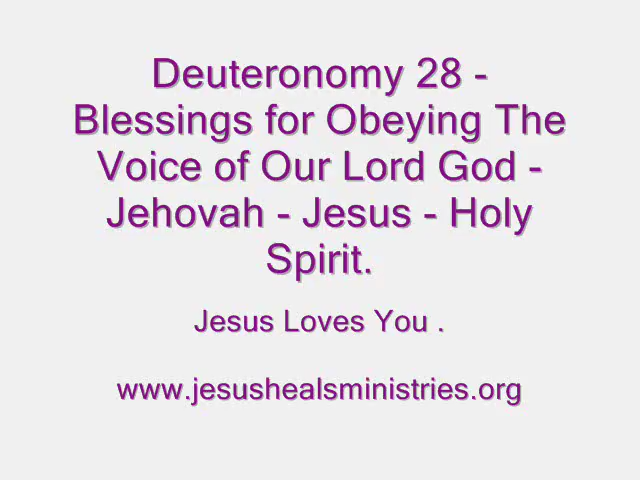 Deuteronomy 28 -
Blessings for Obeying The
Voice of Our Lord God -
Jehovah - Jesus - Holy
Spirit.
Jesus Loves You .
www.jesushealsministries.org